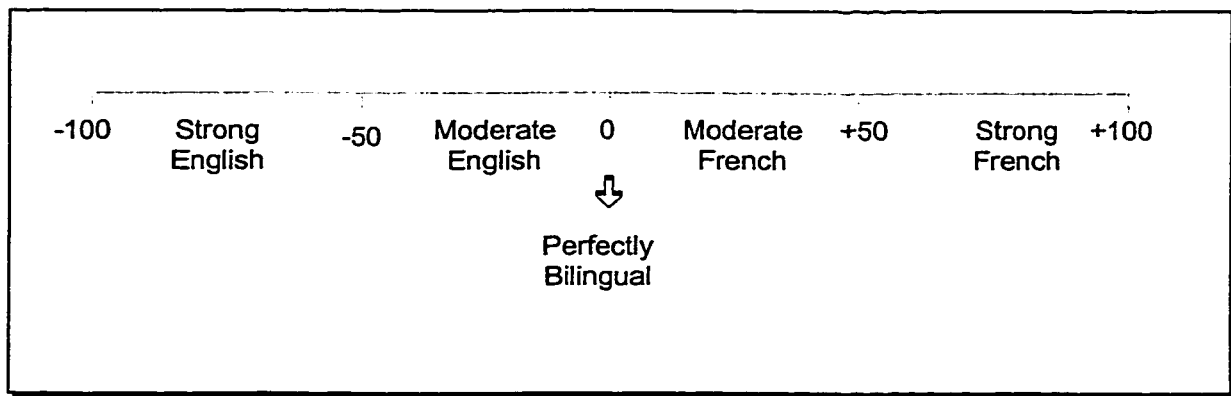 -100 Strong English -50 Moderate English 0 Moderate French +50 Strong French +100
Perfectly
Bilingual